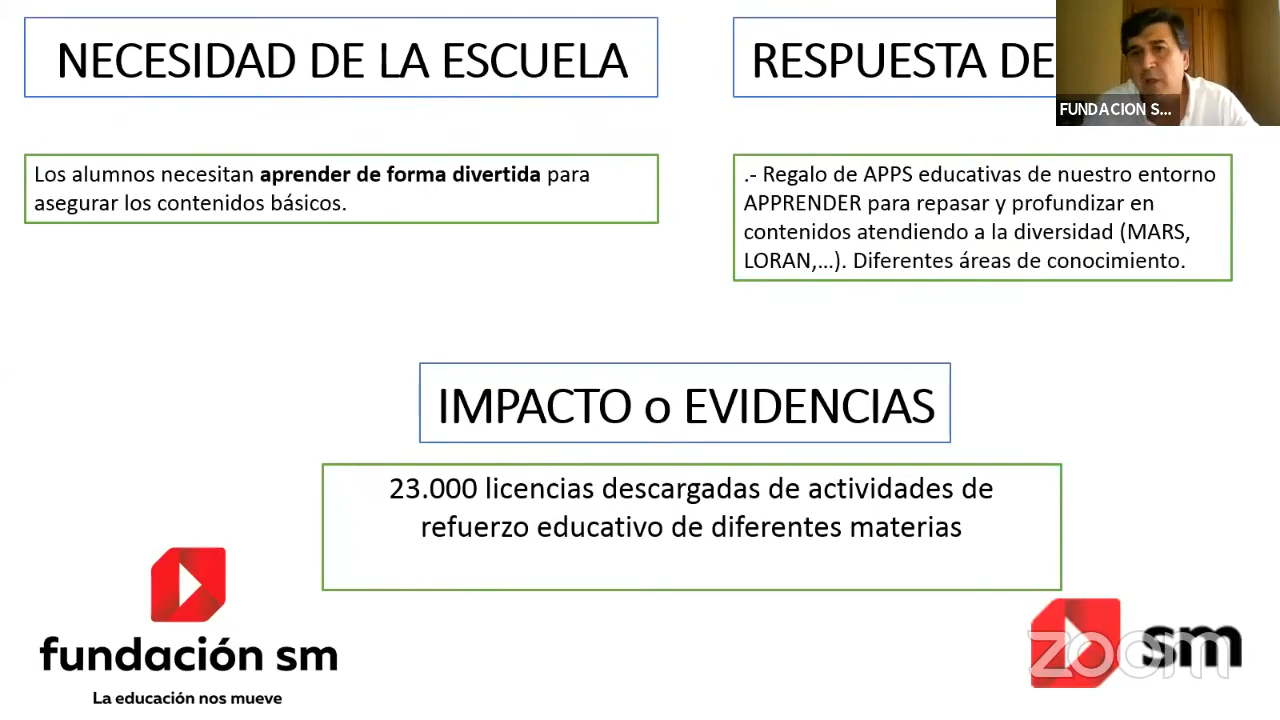 NECESIDAD DE LA ESCUELA
RESPUESTA DE
FUNDACION S...
Los alumnos necesitan aprender de forma divertida para
asegurar los contenidos básicos.
.- Regalo de APPS educativas de nuestro entorno
APPRENDER para repasar y profundizar en
contenidos atendiendo a la diversidad (MARS,
LORAN,...). Diferentes áreas de conocimiento.
IMPACTO o EVIDENCIAS
23.000 licencias descargadas de actividades de
refuerzo educativo de diferentes materias
fundación sm
La educación nos mueve
sm
zoom